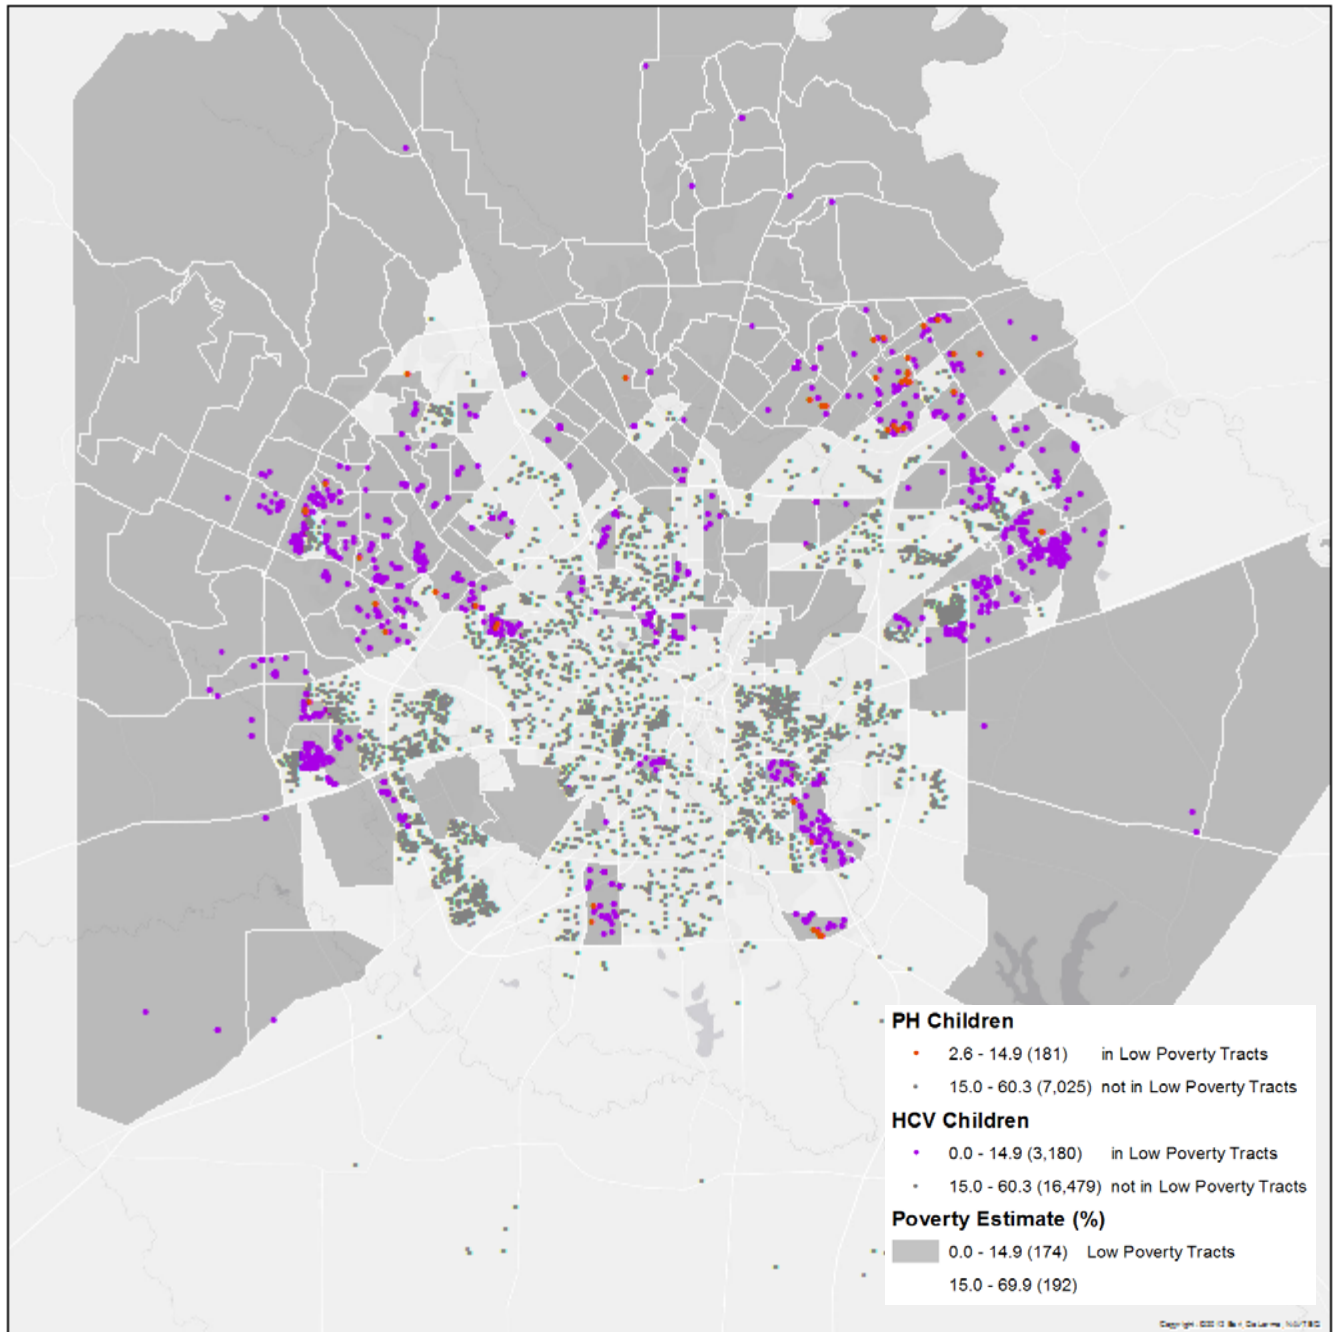 PH Children
2.6 - 14.9 (181) in Low Poverty Tracts
15.0 - 60.3 (7,025) not in Low Poverty Tracts
HCV Children
0.0 - 14.9 (3,180) in Low Poverty Tracts
15.0 - 60.3 (16,479) not in Low Poverty Tracts
Poverty Estimate (%)
0.0 - 14.9 (174) Low Poverty Tracts
15.0 - 69.9 (192)